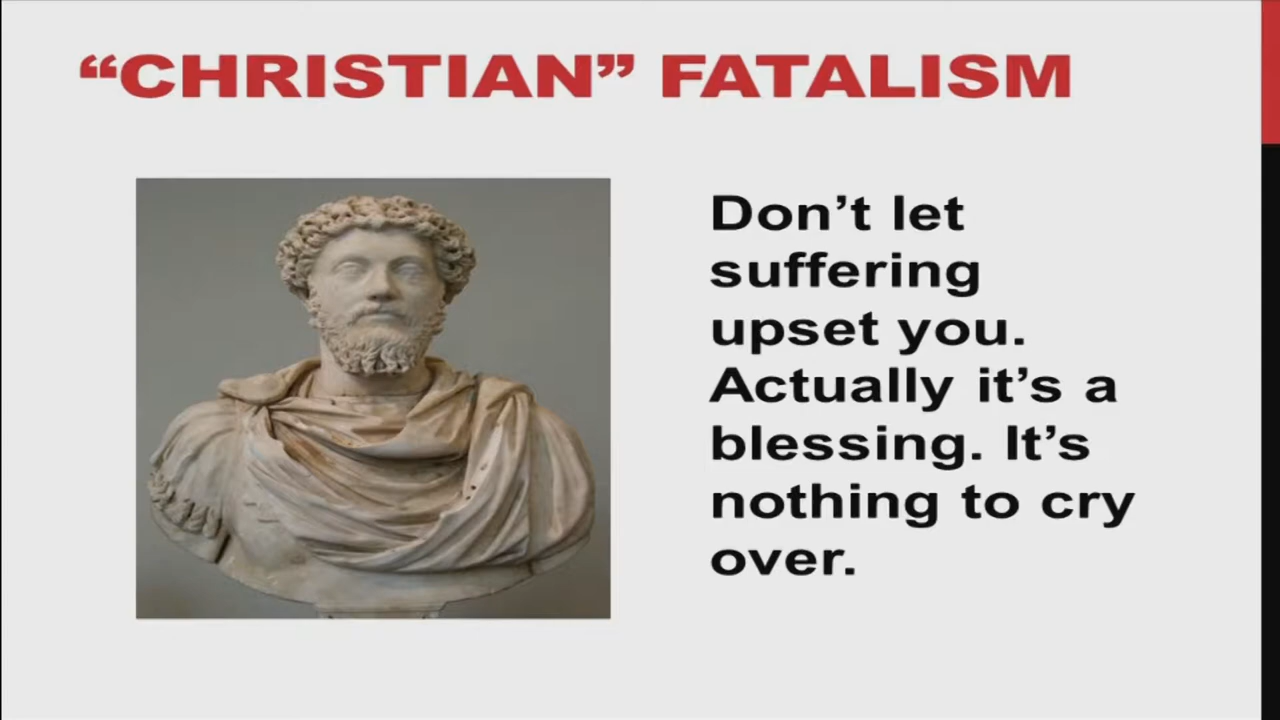 “CHRISTIAN” FATALISM
Don’t let
suffering
upset you.
Actually it’s a
blessing. It’s
nothing to cry
over.